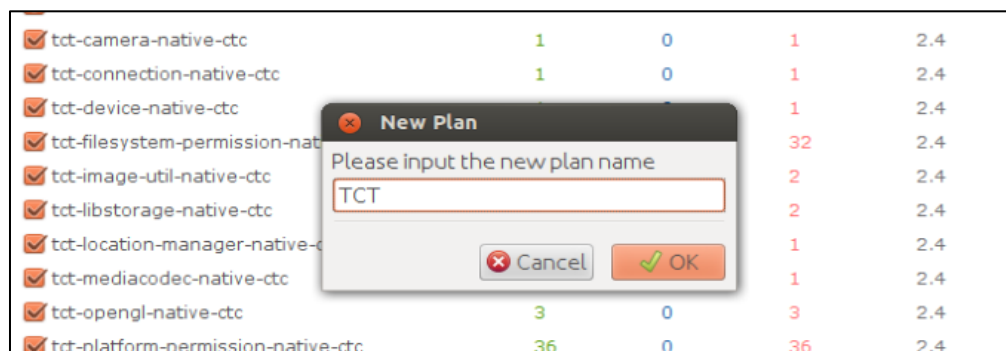 tct-camera-native-ctc 1 0 1 2.4
tct-connection-native-ctc 1 0 1 2.4
tct-device-native-ctc 1 2.4
New Plan
tct-filesystem-permission-nat 32 2.4
Please input the new plan name
tct-image-util-native-ctc 2 2.4
TCT
tct-libstorage-native-ctc 2 2.4
tct-location-manager-native-c 1 2.4
Cancel OK
tct-mediacodec-native-ctc 1 2.4
tct-opengl-native-ctc 3 0 3 2.4
tct-platform-permission-native-ctc 36 0 36 2.4